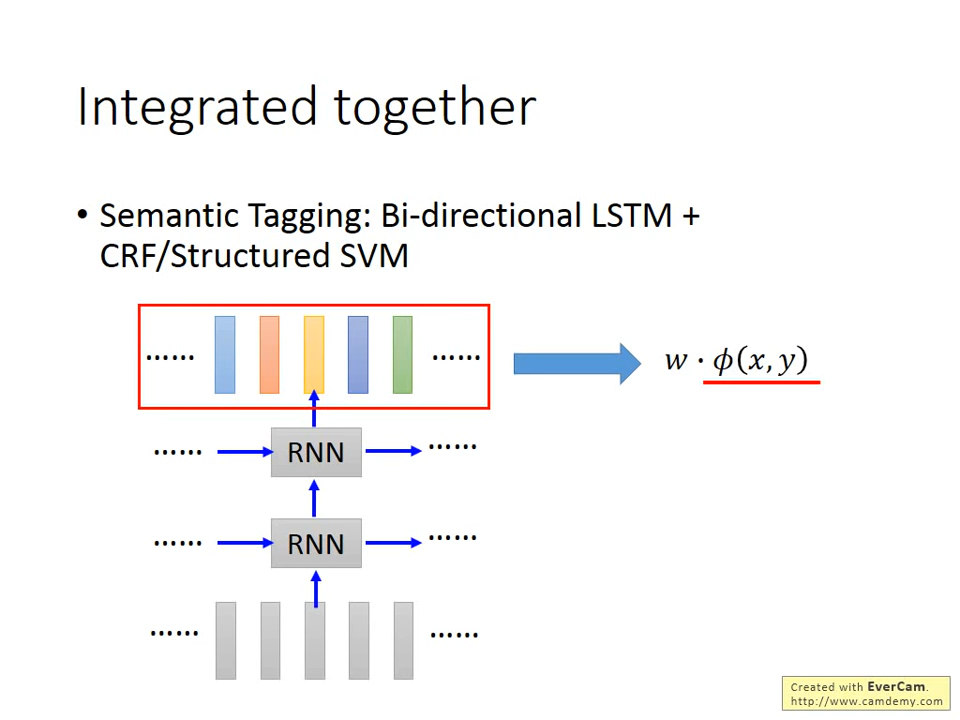 Integrated together
• Semantic Tagging: Bi-directional LSTM +
CRF/Structured SVM
…… ……
w · ϕ(x, y)
…… RNN ……
…… RNN ……
…… ……
Created with EverCam.
http://www.camdemy.com